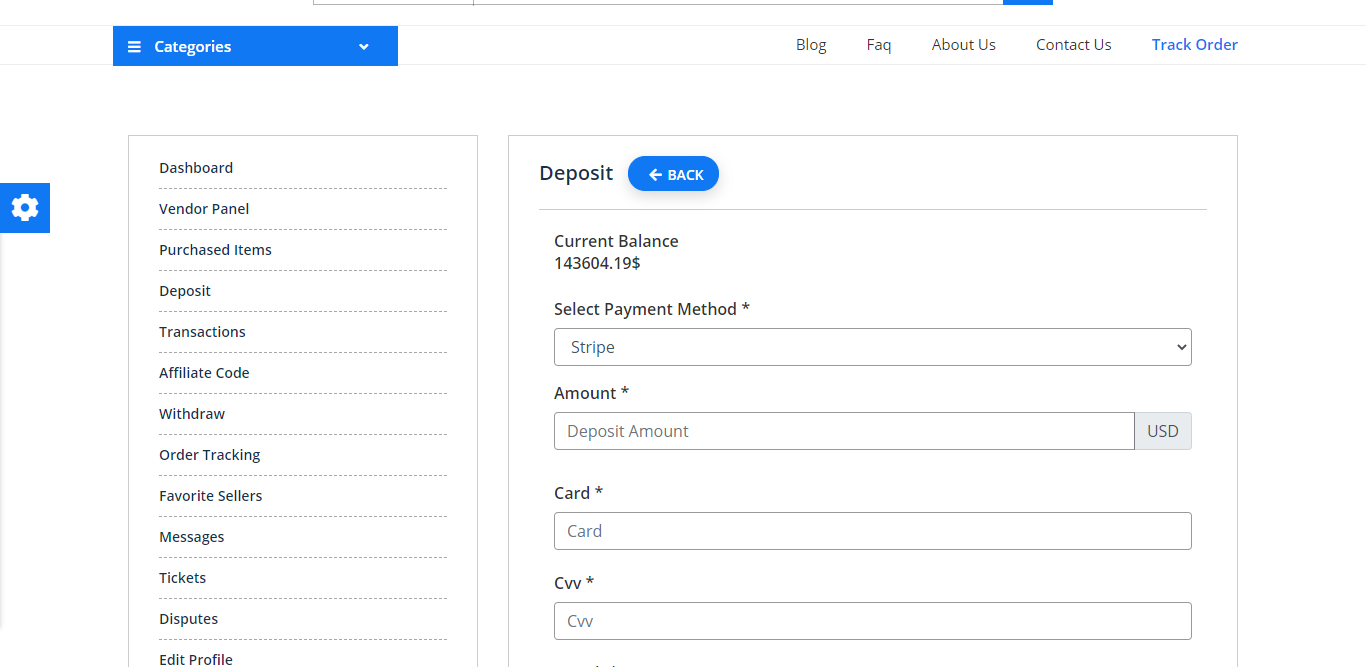 Categories
Blog
Faq
About Us
Contact Us
Track Order
Dashboard
Vendor Panel
Purchased Items
Deposit
Transactions
Affiliate Code
Withdraw
Order Tracking
Favorite Sellers
Messages
Tickets
Disputes
Edit Profile
Deposit
BACK
Current Balance
143604.19$
Select Payment Method *
Stripe
Amount *
Deposit Amount
USD
Card *
Card
Cvv *
Cvv